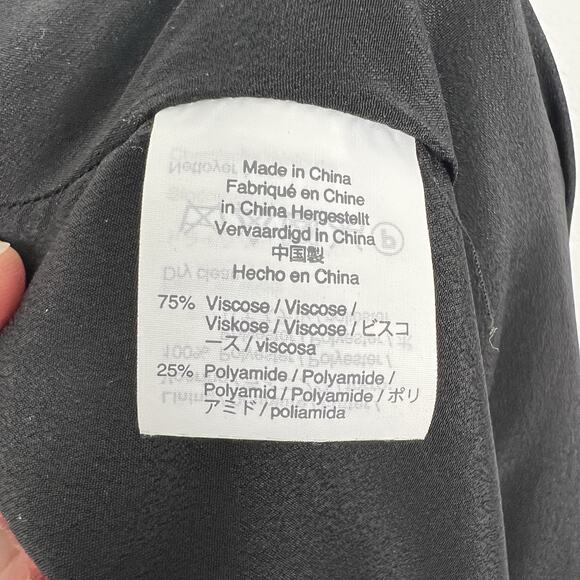 Made in China
Fabriqué en Chine
in China Hergestellt
Vervaardigd in China
中国製
Hecho en China
75% Viscose / Viscose /
Viskose / Viscose / ビスコ
ース / viscosa
25% Polyamide / Polyamide /
Polyamid / Polyamide / ポリ
アミド / poliamida